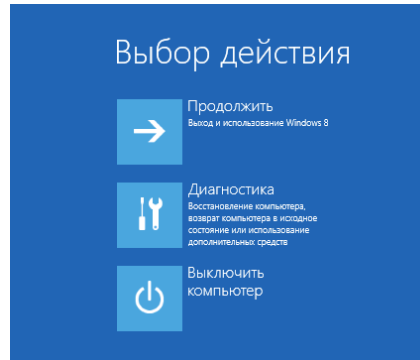 Выбор действия
Продолжить
Выход и использование Windows 8
Диагностика
Восстановление компьютера,
возврат компьютера в исходное
состояние или использование
дополнительных средств
Выключить
компьютер